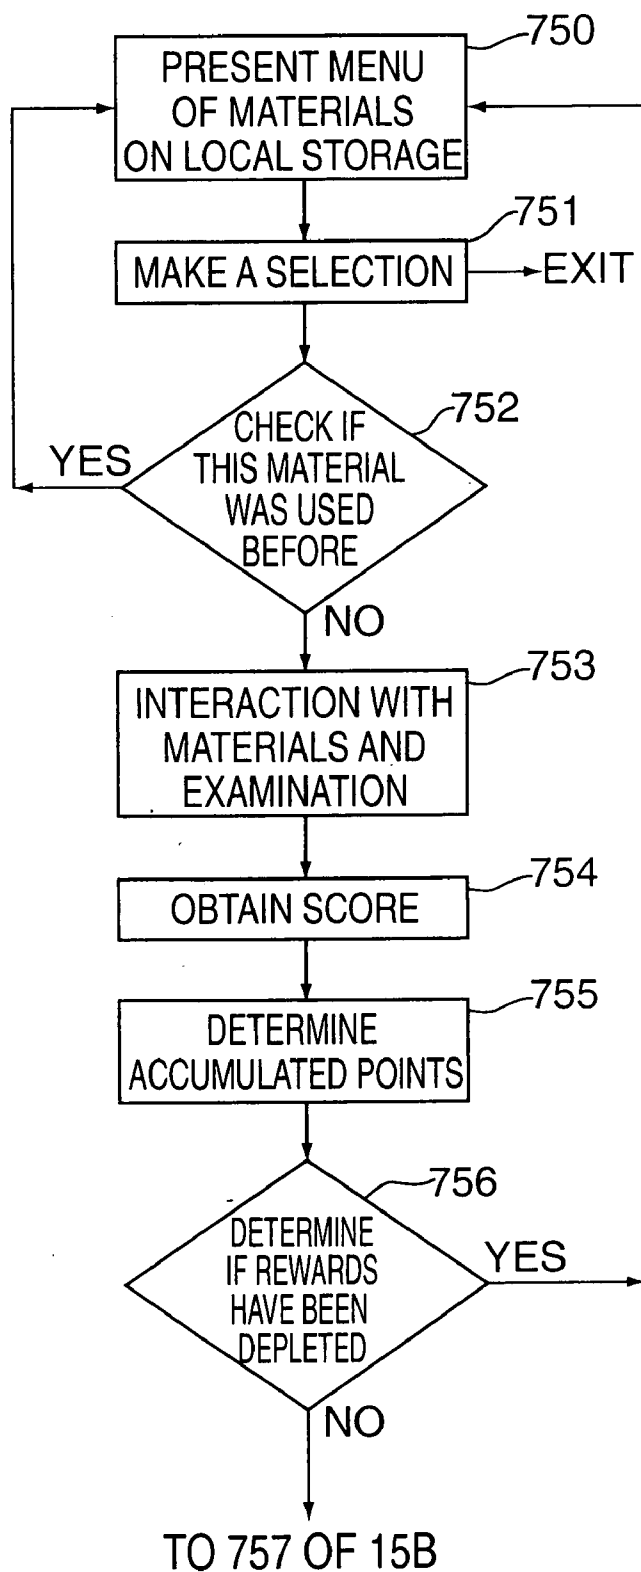 750
PRESENT MENU
OF MATERIALS
ON LOCAL STORAGE
751
MAKE A SELECTION
EXIT
752
CHECK IF
THIS MATERIAL
WAS USED
BEFORE
YES
NO
753
INTERACTION WITH
MATERIALS AND
EXAMINATION
754
OBTAIN SCORE
755
DETERMINE
ACCUMULATED POINTS
756
DETERMINE
IF REWARDS
HAVE BEEN
DEPLETED
YES
NO
TO 757 OF 15B